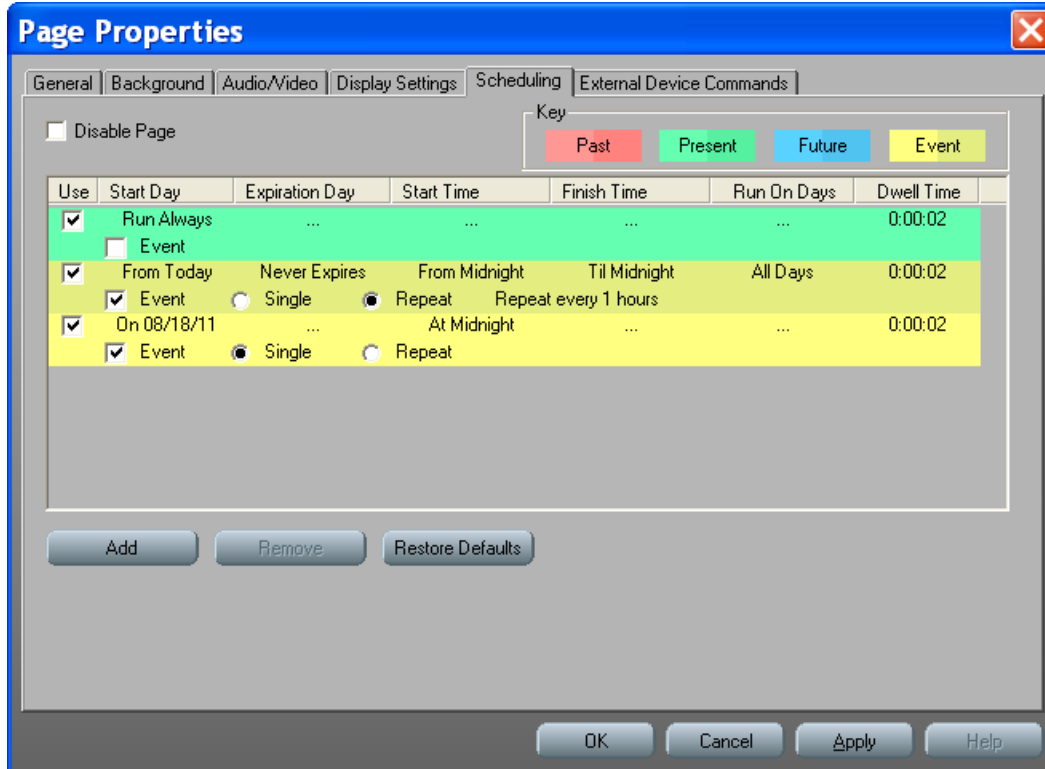 Page Properties
General Background Audio/Video Display Settings Scheduling External Device Commands
Disable Page
Key
Past Present Future Event
Use Start Day Expiration Day Start Time Finish Time Run On Days Dwell Time
Run Always ... ... ... ... 0:00:02
Event
From Today Never Expires From Midnight Til Midnight All Days 0:00:02
Event Single Repeat Repeat every 1 hours
On 08/18/11 ... At Midnight ... ... 0:00:02
Event Single Repeat
Add Remove Restore Defaults
OK Cancel Apply Help